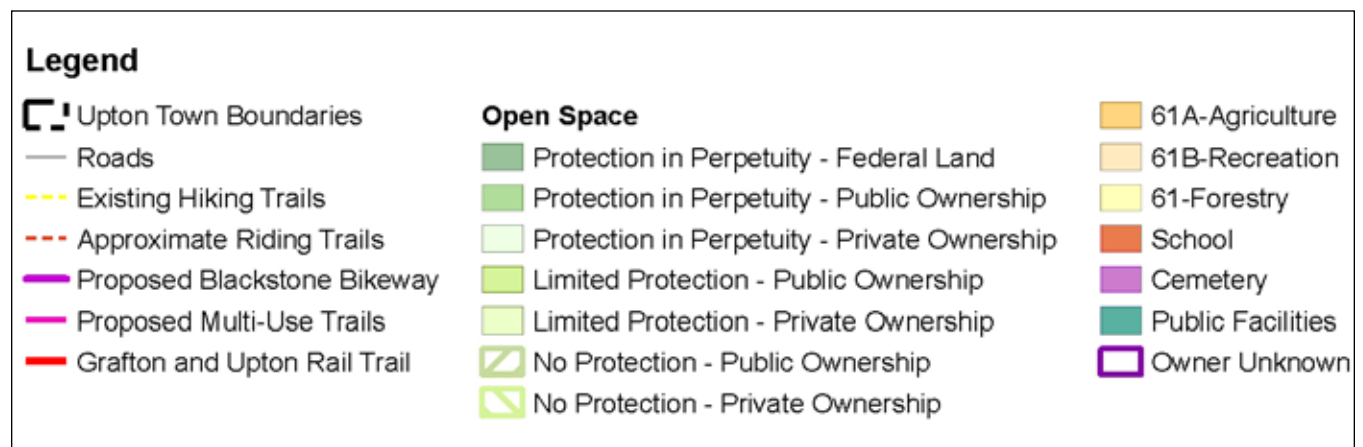 Legend
Upton Town Boundaries
Roads
Existing Hiking Trails
Approximate Riding Trails
Proposed Blackstone Bikeway
Proposed Multi-Use Trails
Grafton and Upton Rail Trail
Open Space
Protection in Perpetuity - Federal Land
Protection in Perpetuity - Public Ownership
Protection in Perpetuity - Private Ownership
Limited Protection - Public Ownership
Limited Protection - Private Ownership
No Protection - Public Ownership
No Protection - Private Ownership
61A-Agriculture
61B-Recreation
61-Forestry
School
Cemetery
Public Facilities
Owner Unknown